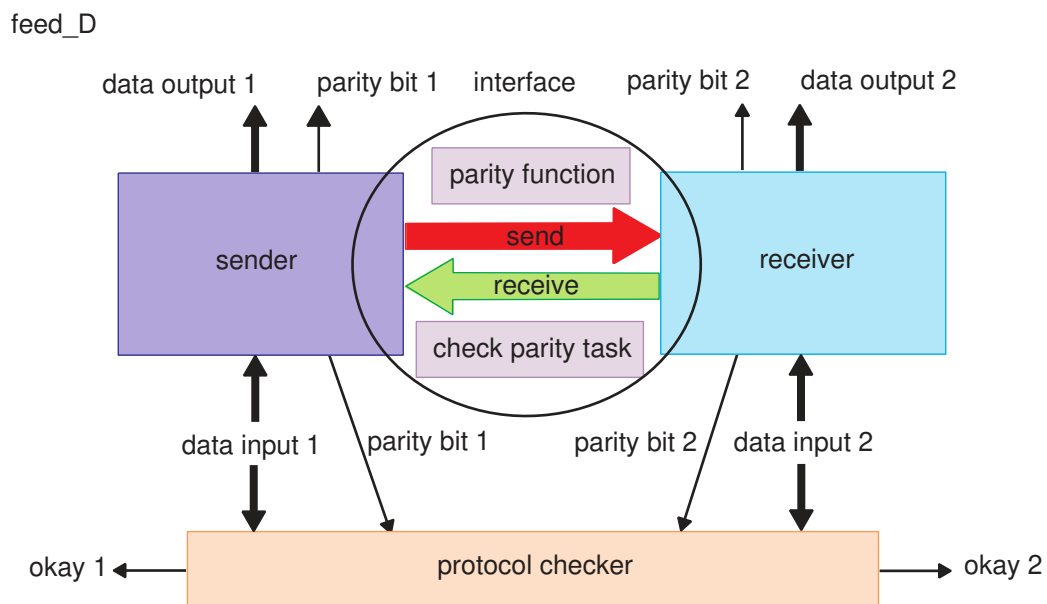 feed_D
data output 1
parity bit 1
interface
parity bit 2
data output 2
parity function
sender
send
receiver
receive
check parity task
data input 1
parity bit 1
parity bit 2
data input 2
okay 1
protocol checker
okay 2